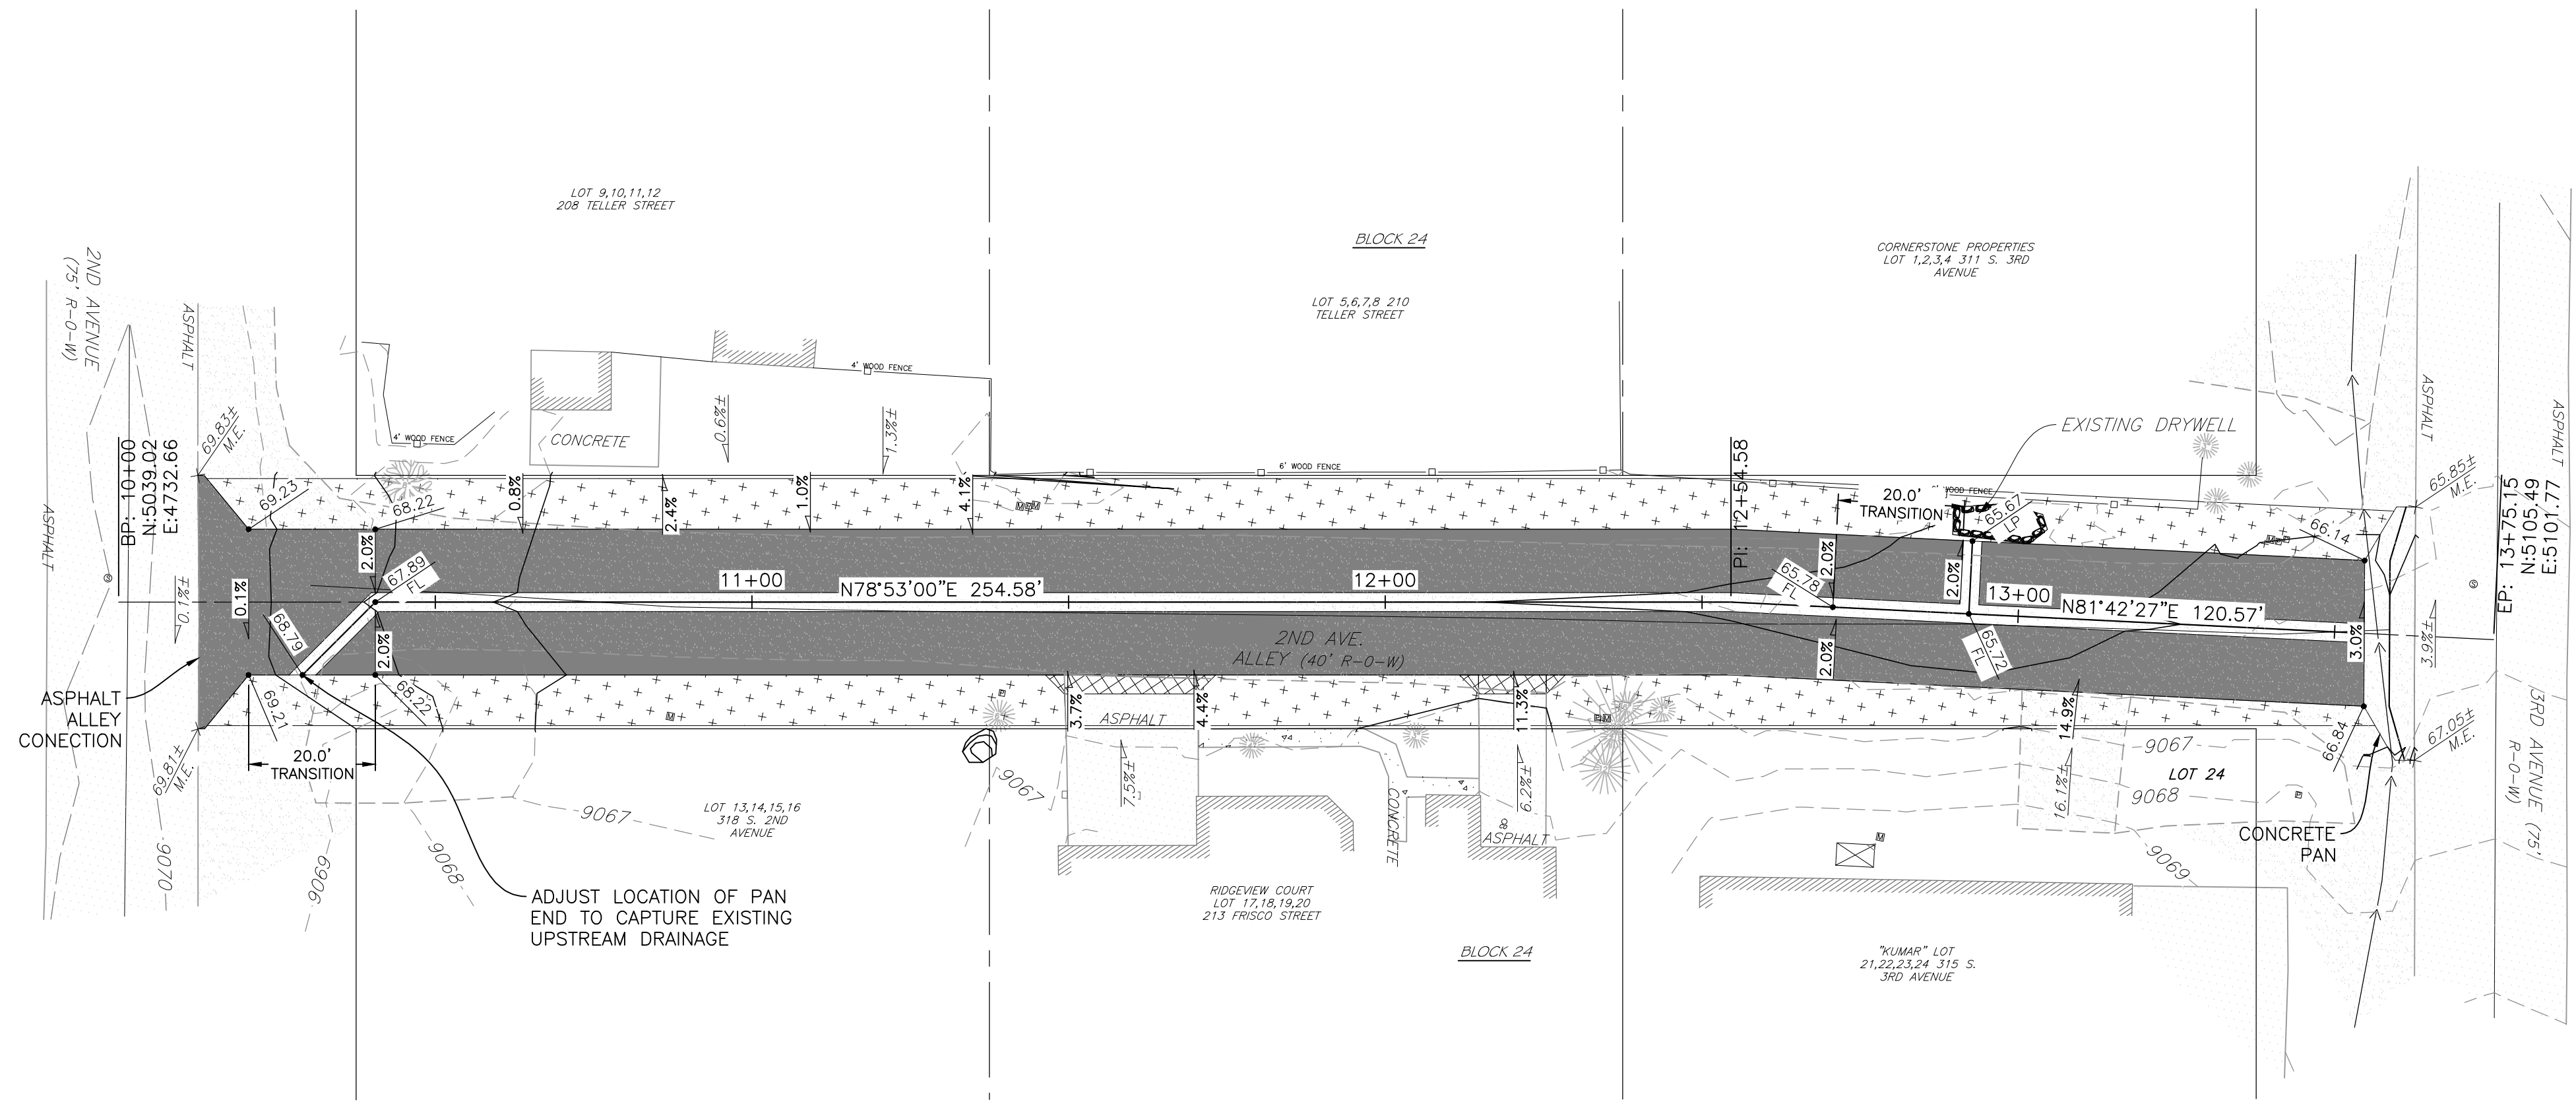 LOT 9,10,11,12
208 TELLER STREET
BLOCK 24
LOT 5,6,7,8 210
TELLER STREET
CORNERSTONE PROPERTIES
LOT 1,2,3,4 311 S. 3RD
AVENUE
2ND AVENUE
(75' R-0-W)
ASPHALT
ASPHALT
BP: 10+00
N:5039.02
E:4732.66
69.83±
M.E.
4' WOOD FENCE
4' WOOD FENCE
CONCRETE
0.9%±
1.3%±
6' WOOD FENCE
WOOD FENCE
EXISTING DRYWELL
PI: 12+54.58
20.0'
TRANSITION
65.67
LP
66.14
65.85±
M.E.
ASPHALT
ASPHALT
EP: 13+75.15
N:5105.49
E:5101.77
69.23
68.22
0.8%
2.4%
1.0%
4.1%
2.0%
67.89
FL
0.1%±
0.1%
68.79
2.0%
11+00
N78°53'00"E 254.58'
12+00
65.78
FL
2.0%
2.0%
13+00
N81°42'27"E 120.57'
65.72
FL
2.0%
3.0%
3.9%±
2ND AVE.
ALLEY (40' R-0-W)
69.21
68.22
20.0'
TRANSITION
69.81±
M.E.
ASPHALT
ALLEY
CONECTION
3.7%
ASPHALT
4.4%
11.3%
14.9%
7.5%±
6.2%±
16.1%±
CONCRETE
ASPHALT
66.84
67.05±
M.E.
3RD AVENUE (75'
R-0-W)
9067
LOT 24
9068
9069
CONCRETE
PAN
9070
9069
9068
9067
9067
LOT 13,14,15,16
318 S. 2ND
AVENUE
ADJUST LOCATION OF PAN
END TO CAPTURE EXISTING
UPSTREAM DRAINAGE
RIDGEVIEW COURT
LOT 17,18,19,20
213 FRISCO STREET
BLOCK 24
"KUMAR" LOT
21,22,23,24 315 S.
3RD AVENUE